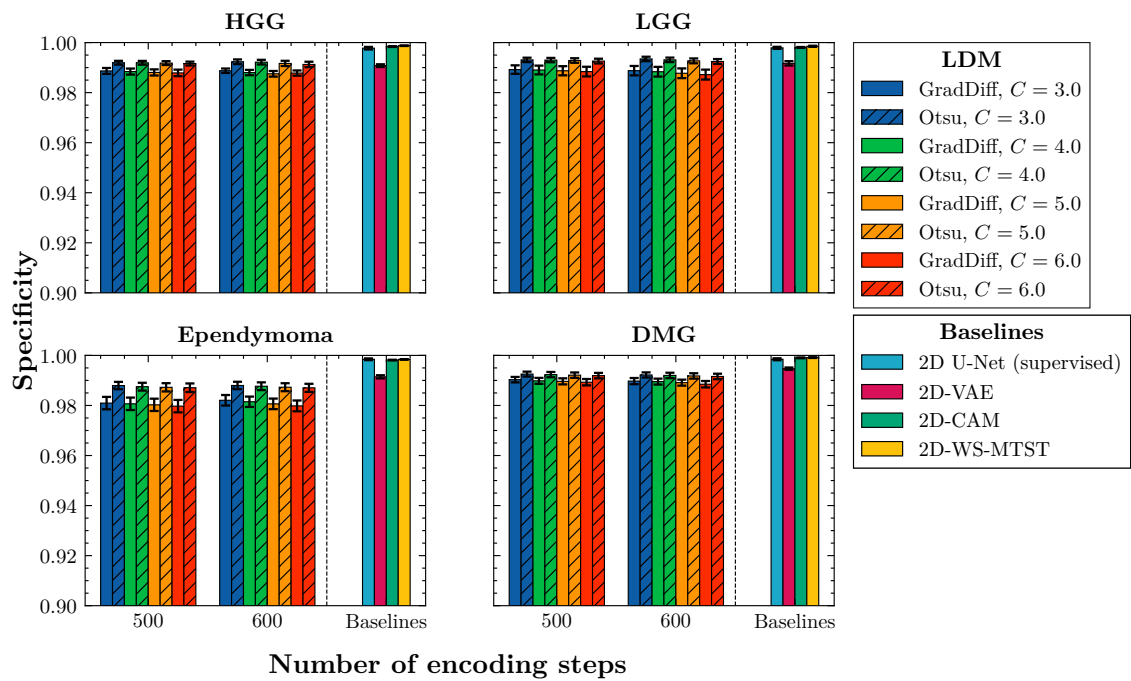 HGG
LGG
1.00
0.98
0.96
0.94
0.92
0.90
Specificity
Ependymoma
DMG
1.00
0.98
0.96
0.94
0.92
0.90
500
600
Baselines
500
600
Baselines
Number of encoding steps
LDM
GradDiff, C = 3.0
Otsu, C = 3.0
GradDiff, C = 4.0
Otsu, C = 4.0
GradDiff, C = 5.0
Otsu, C = 5.0
GradDiff, C = 6.0
Otsu, C = 6.0
Baselines
2D U-Net (supervised)
2D-VAE
2D-CAM
2D-WS-MTST